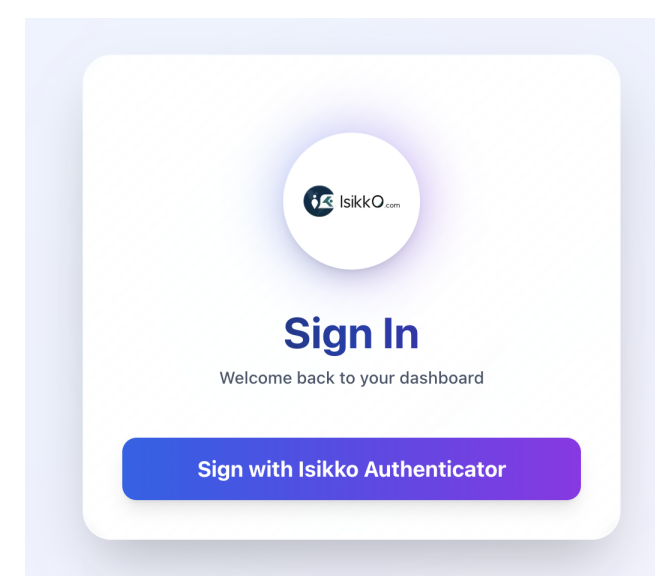 IsikkO.com
Sign In
Welcome back to your dashboard
Sign with Isikko Authenticator